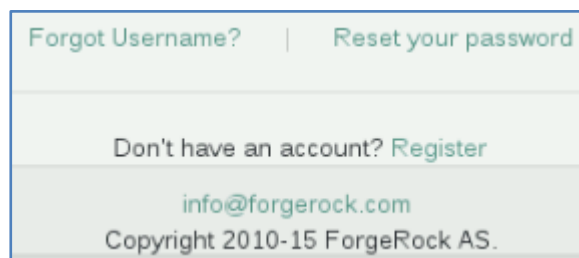 Forgot Username? | Reset your password
Don't have an account? Register
info@forgerock.com
Copyright 2010-15 ForgeRock AS.